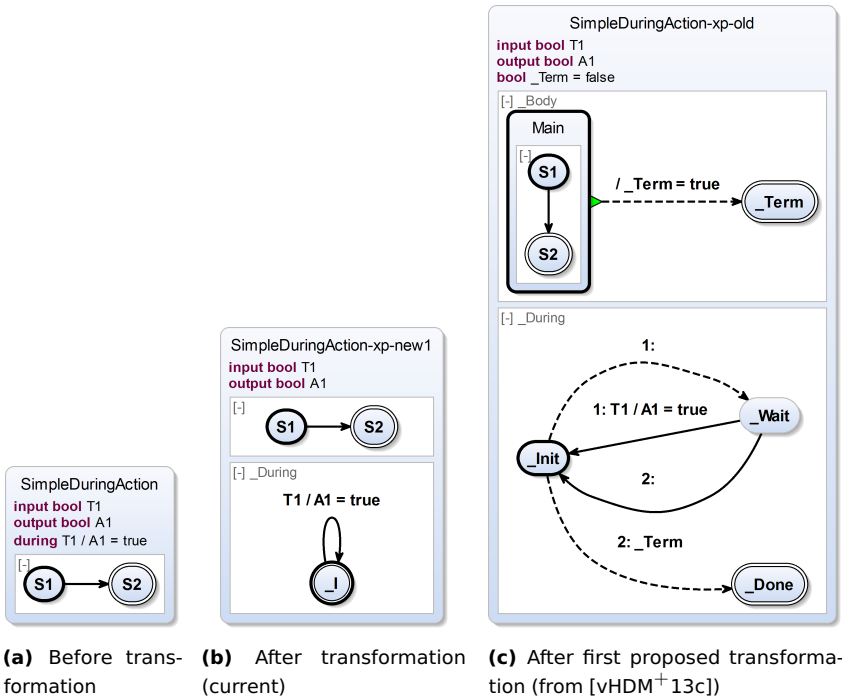 SimpleDuringAction
input bool T1
output bool A1
during T1 / A1 = true
[-]
S1
S2
(a) Before trans-
formation
SimpleDuringAction-xp-new1
input bool T1
output bool A1
[-]
S1
S2
[-] _During
T1 / A1 = true
_I
(b) After transformation
(current)
SimpleDuringAction-xp-old
input bool T1
output bool A1
bool _Term = false
[-] _Body
Main
[-]
S1
S2
/ _Term = true
_Term
[-] _During
1:
1: T1 / A1 = true
_Wait
_Init
2:
2: _Term
_Done
(c) After first proposed transforma-
tion (from [vHDM+13c])